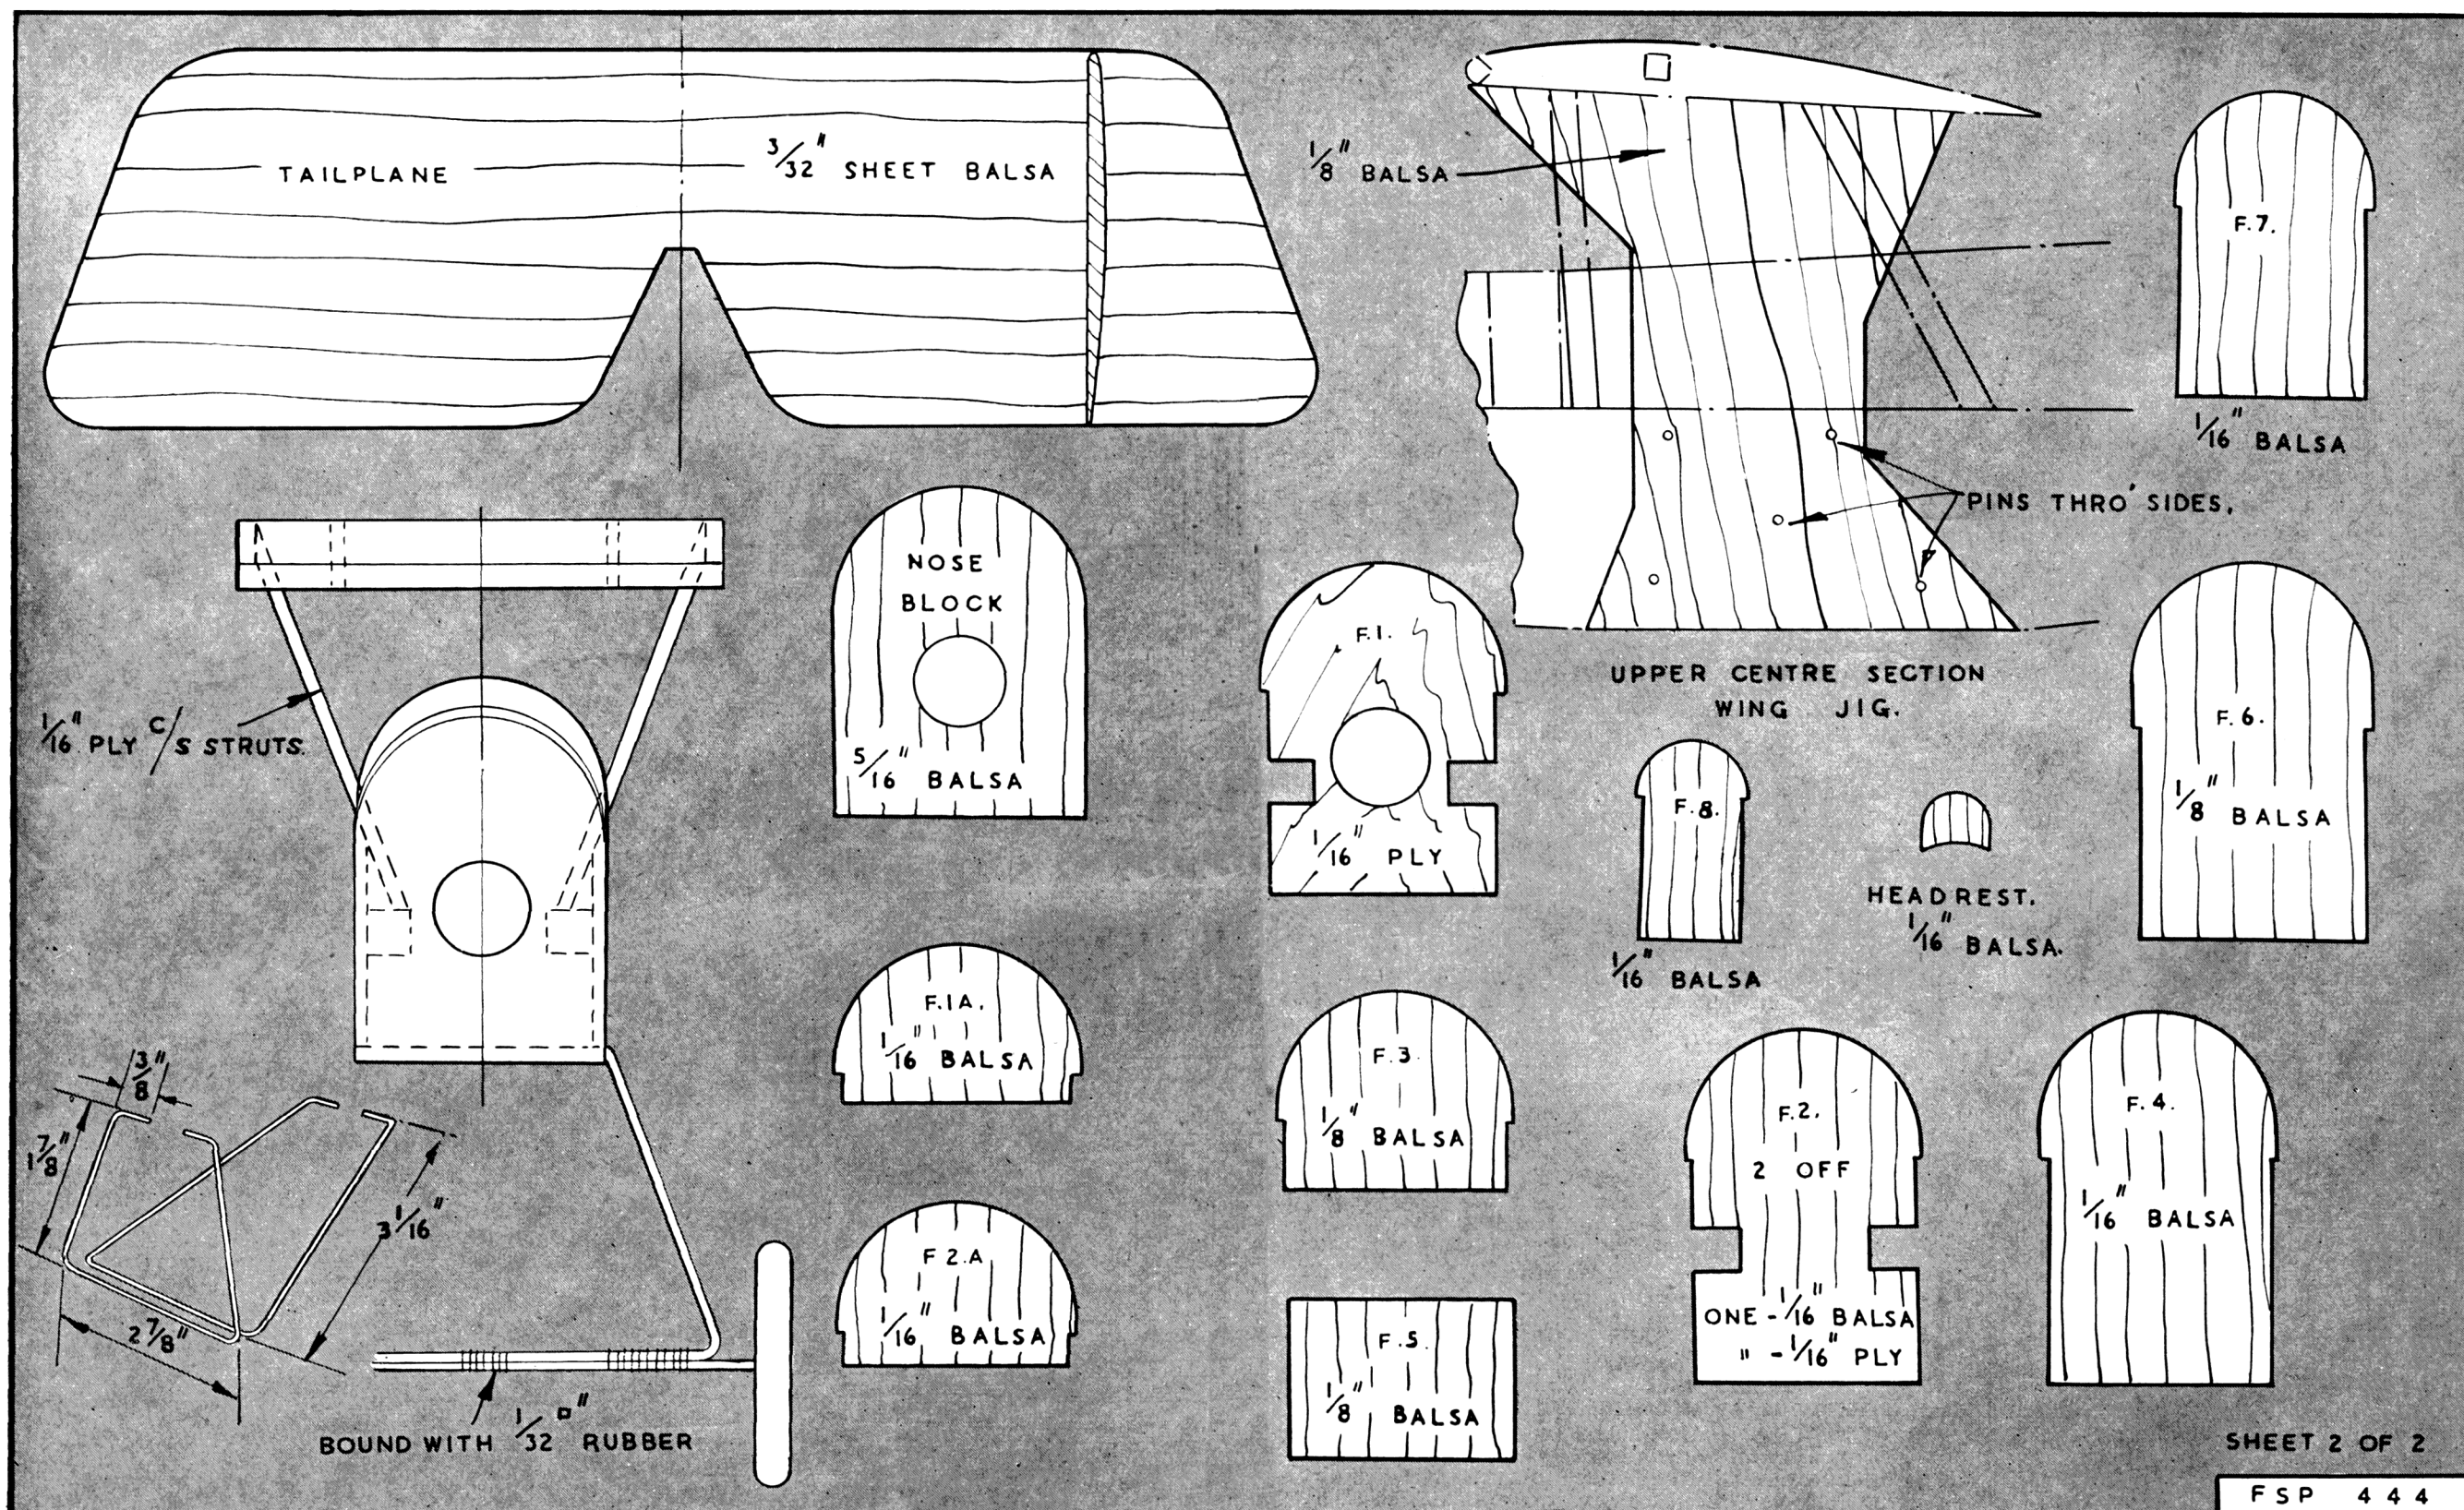 TAILPLANE
3/32" SHEET BALSA
1/8" BALSA
F.7.
1/16" BALSA
PINS THRO' SIDES.
UPPER CENTRE SECTION
WING JIG.
1/16" PLY C/S STRUTS.
NOSE
BLOCK
5/16" BALSA
F.1.
1/16" PLY
F.8.
1/16" BALSA
HEADREST.
1/16" BALSA.
F.6.
1/8" BALSA
F.1A.
1/16" BALSA
F.3.
1/8" BALSA
F.2.
2 OFF
ONE - 1/16" BALSA
" - 1/16" PLY
F.4.
1/16" BALSA
3/8"
1 7/8"
3 1/16"
2 7/8"
F2.A
1/16" BALSA
F.5.
1/8" BALSA
BOUND WITH 1/32 □" RUBBER
SHEET 2 OF 2
FSP 444